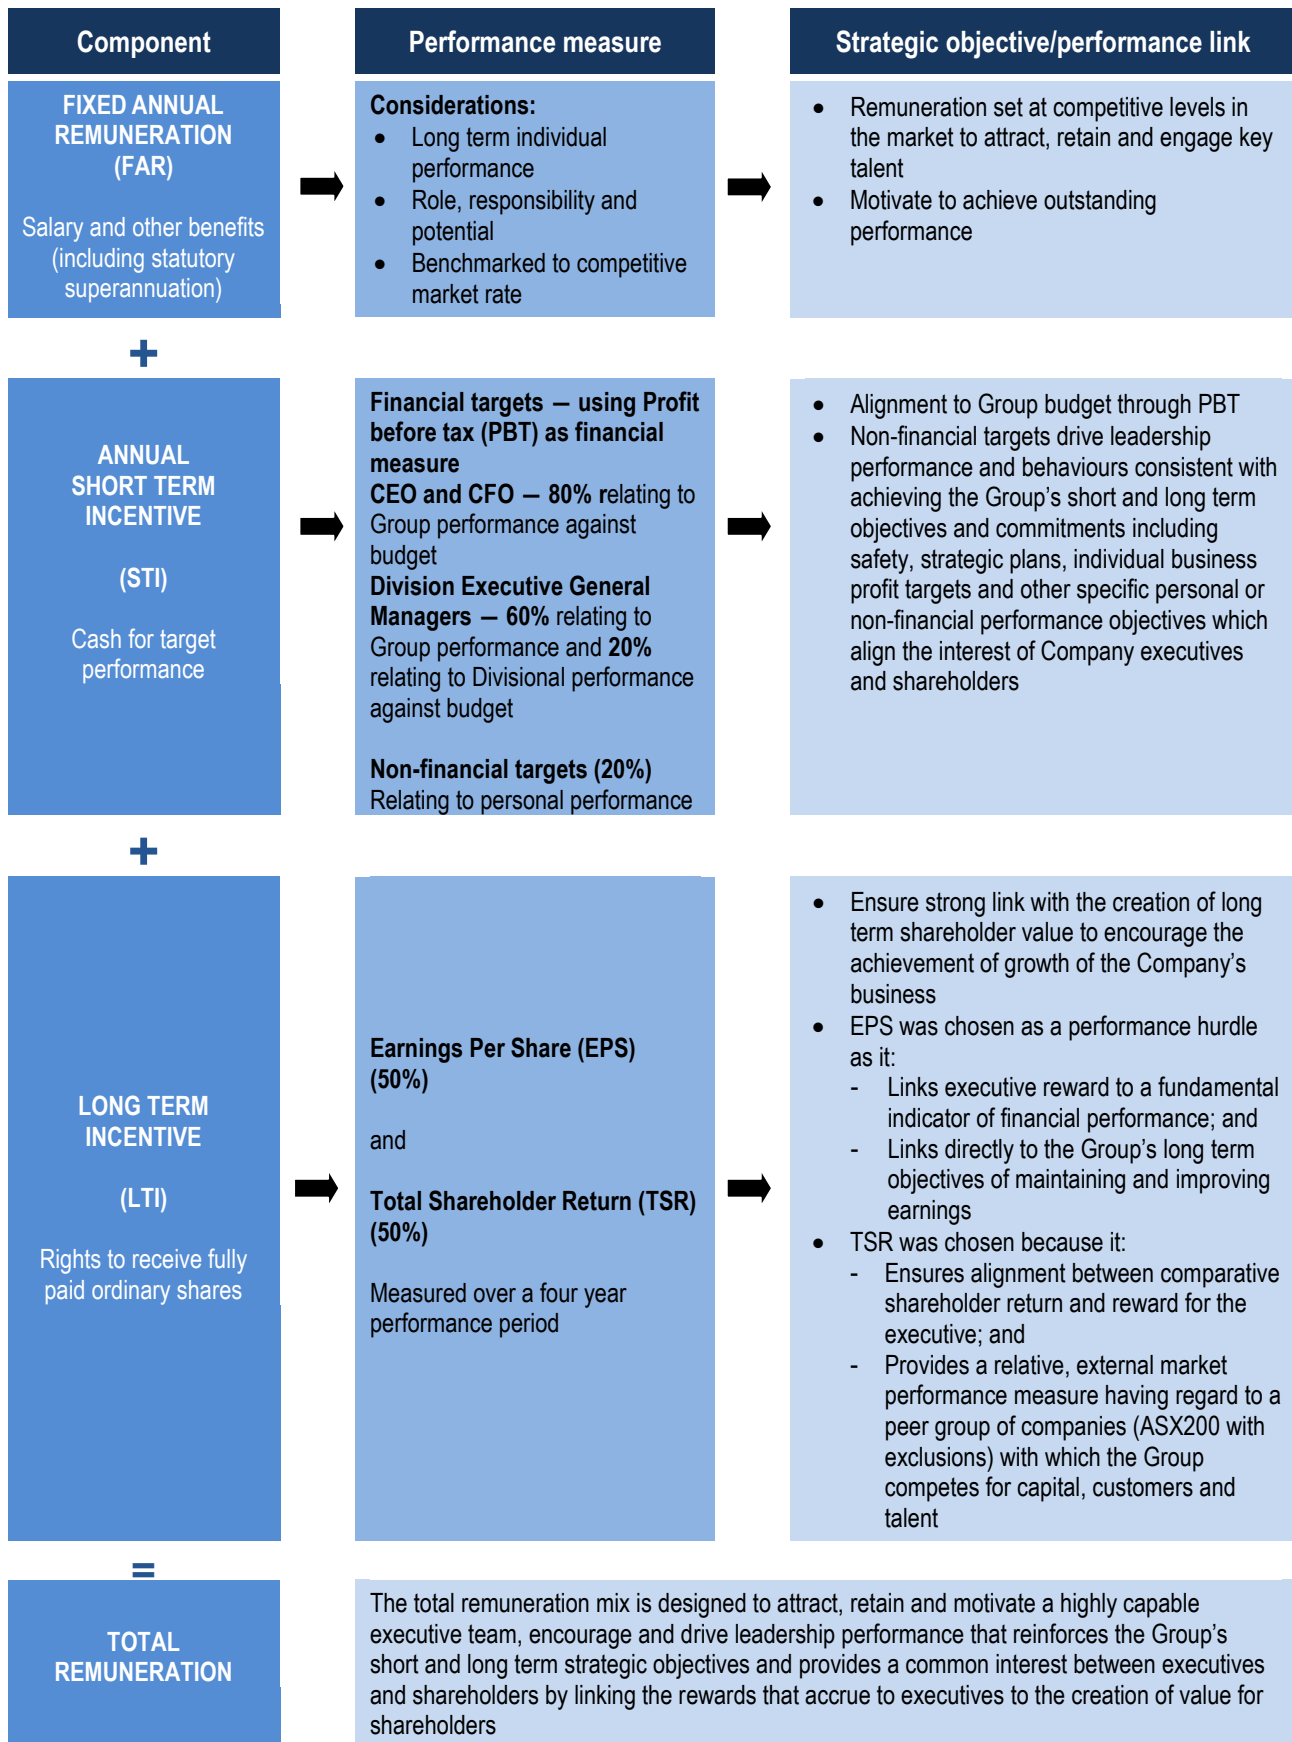 Component
Performance measure
Strategic objective/performance link
FIXED ANNUAL
REMUNERATION
(FAR)
Salary and other benefits
(including statutory
superannuation)
Considerations:
• Long term individual
performance
• Role, responsibility and
potential
• Benchmarked to competitive
market rate
• Remuneration set at competitive levels in
the market to attract, retain and engage key
talent
• Motivate to achieve outstanding
performance
+
ANNUAL
SHORT TERM
INCENTIVE
(STI)
Cash for target
performance
Financial targets — using Profit
before tax (PBT) as financial
measure
CEO and CFO — 80% relating to
Group performance against
budget
Division Executive General
Managers — 60% relating to
Group performance and 20%
relating to Divisional performance
against budget
Non-financial targets (20%)
Relating to personal performance
• Alignment to Group budget through PBT
• Non-financial targets drive leadership
performance and behaviours consistent with
achieving the Group’s short and long term
objectives and commitments including
safety, strategic plans, individual business
profit targets and other specific personal or
non-financial performance objectives which
align the interest of Company executives
and shareholders
+
LONG TERM
INCENTIVE
(LTI)
Rights to receive fully
paid ordinary shares
Earnings Per Share (EPS)
(50%)
and
Total Shareholder Return (TSR)
(50%)
Measured over a four year
performance period
• Ensure strong link with the creation of long
term shareholder value to encourage the
achievement of growth of the Company’s
business
• EPS was chosen as a performance hurdle
as it:
- Links executive reward to a fundamental
indicator of financial performance; and
- Links directly to the Group’s long term
objectives of maintaining and improving
earnings
• TSR was chosen because it:
- Ensures alignment between comparative
shareholder return and reward for the
executive; and
- Provides a relative, external market
performance measure having regard to a
peer group of companies (ASX200 with
exclusions) with which the Group
competes for capital, customers and
talent
=
TOTAL
REMUNERATION
The total remuneration mix is designed to attract, retain and motivate a highly capable
executive team, encourage and drive leadership performance that reinforces the Group’s
short and long term strategic objectives and provides a common interest between executives
and shareholders by linking the rewards that accrue to executives to the creation of value for
shareholders